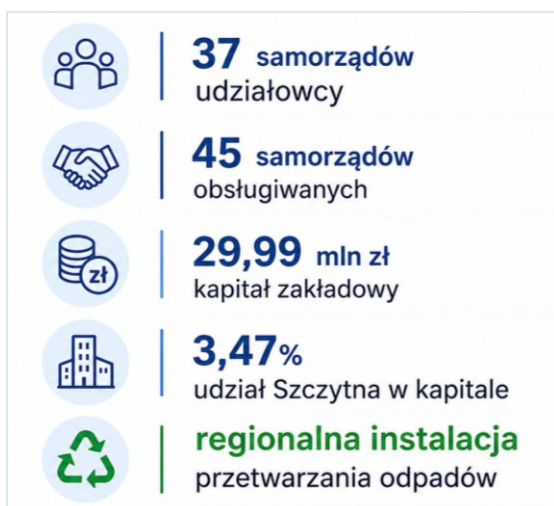 37 samorządów
udziałowcy
45 samorządów
obsługiwanych
29,99 mln zł
zł
kapitał zakładowy
3,47%
udział Szczytna w kapitale
regionalna instalacja
przetwarzania odpadów